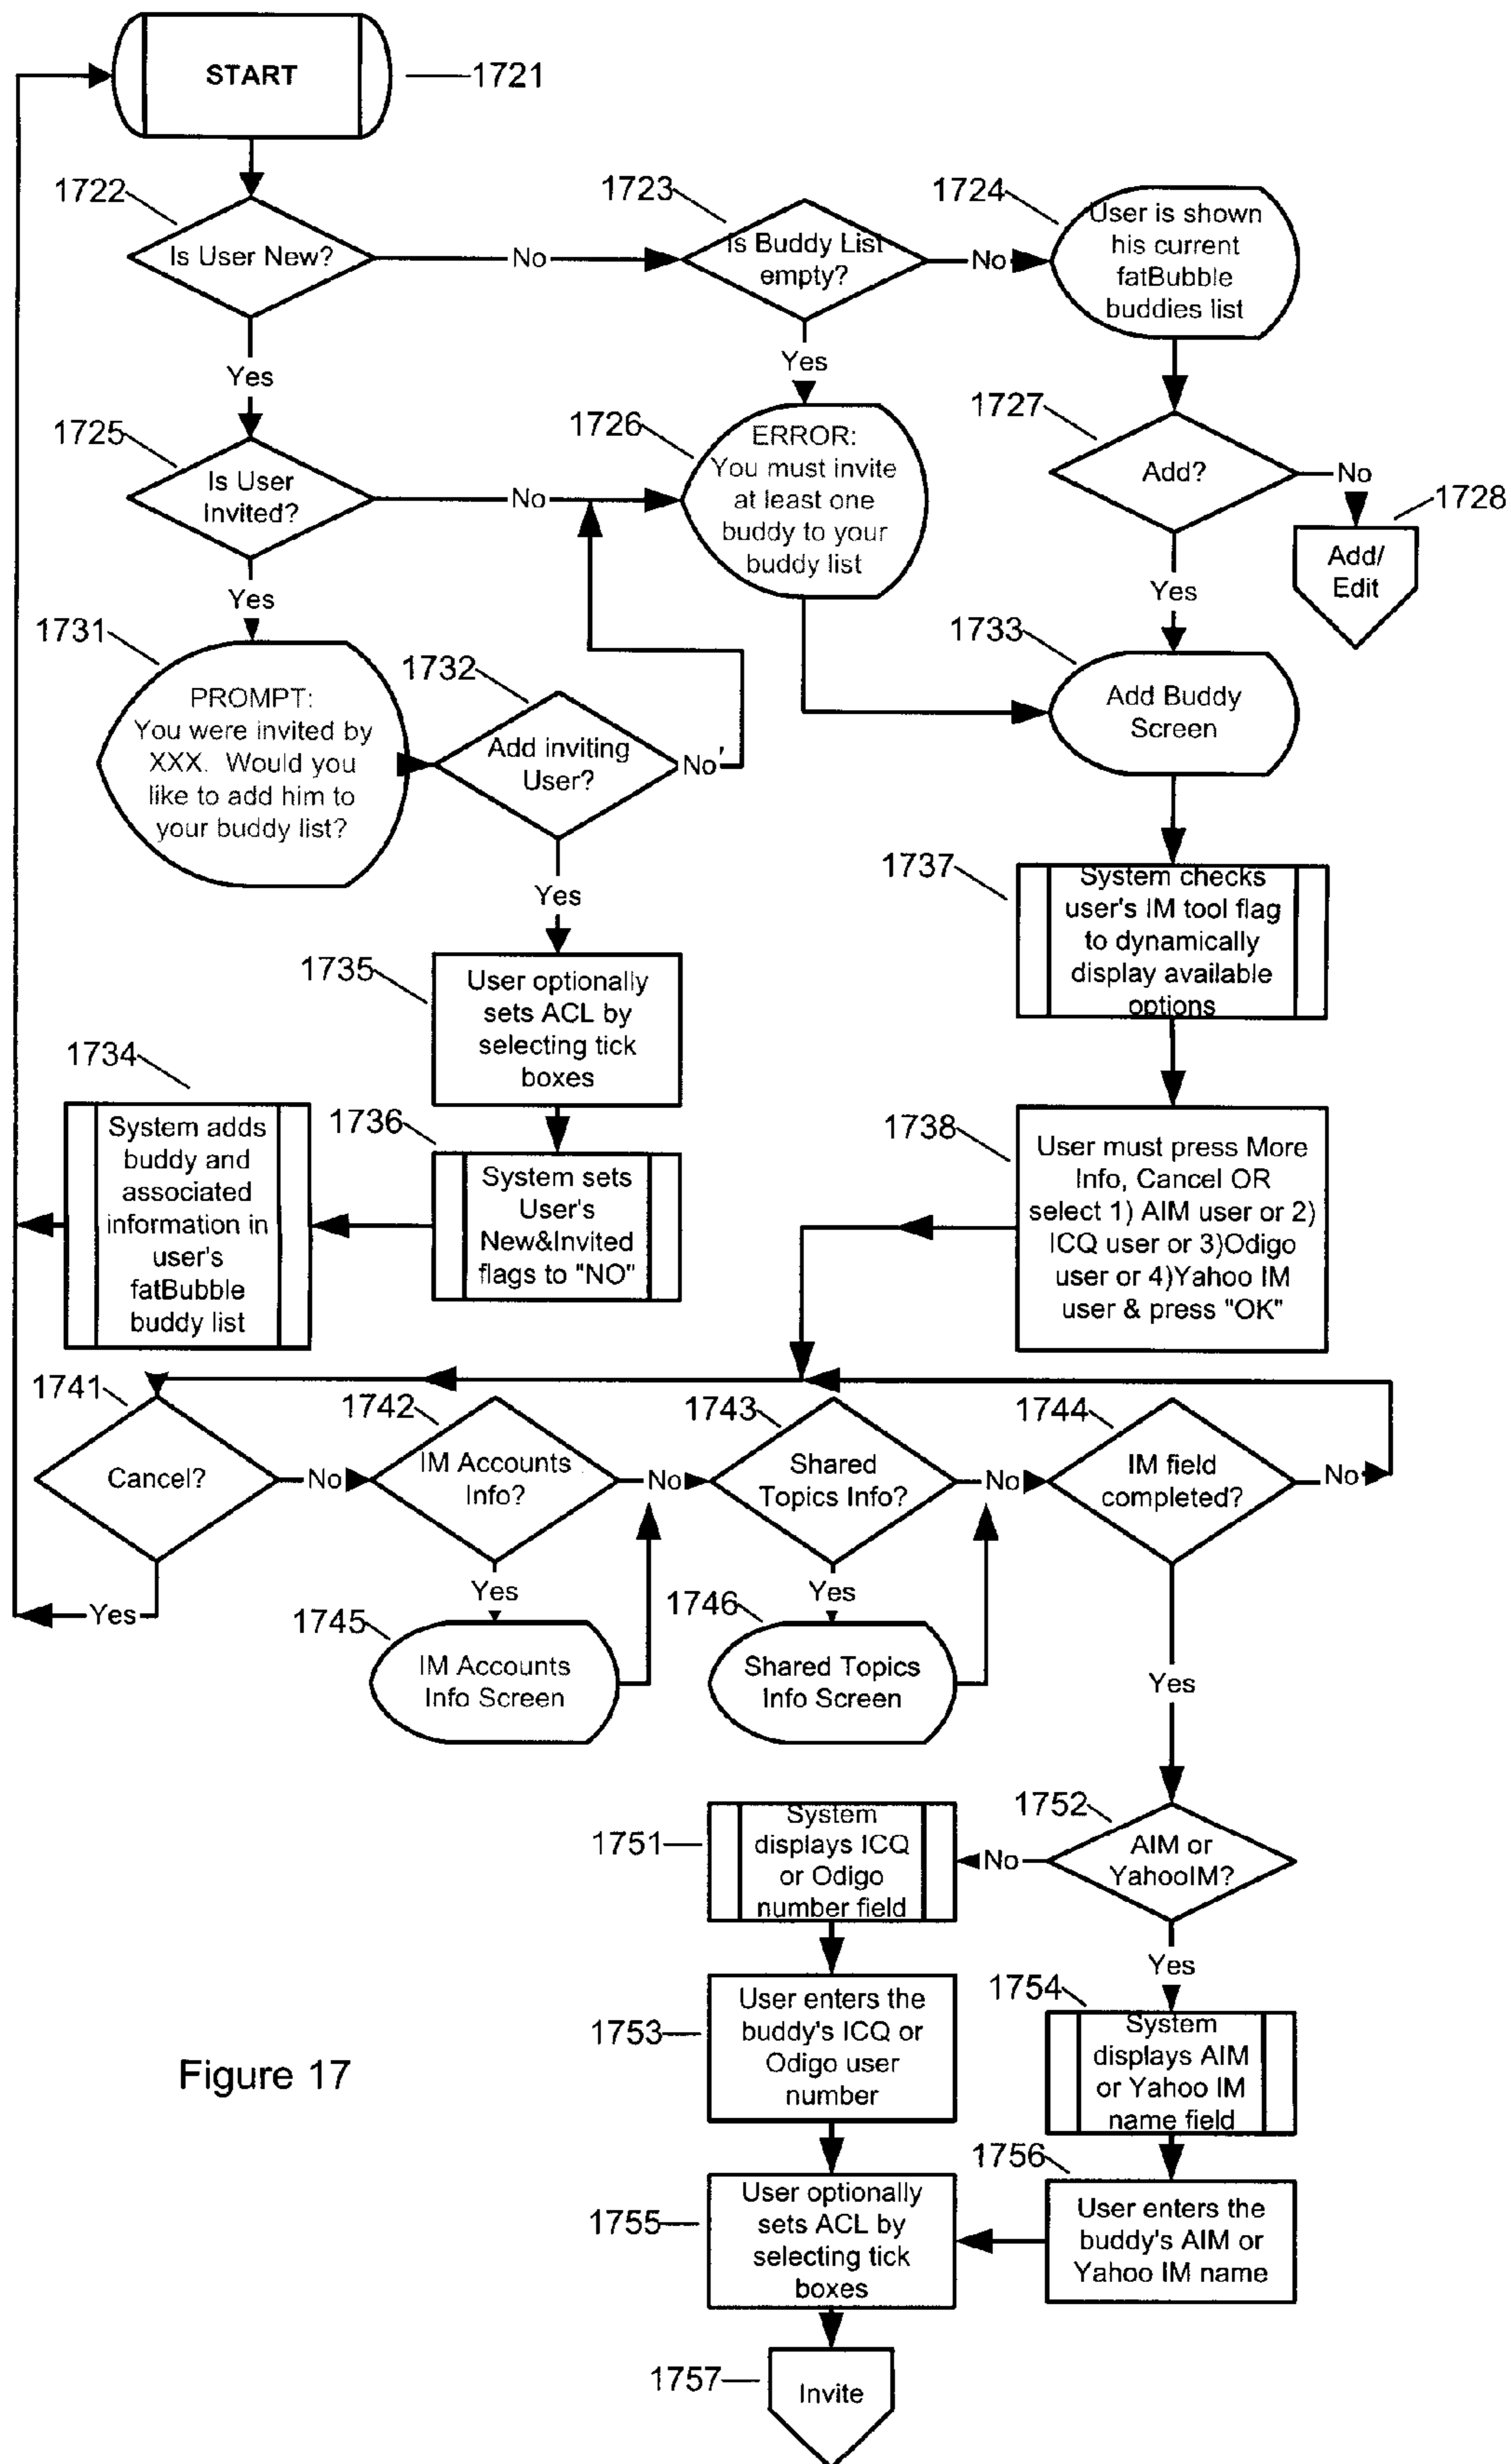 START
1721
1722
Is User New?
No
1723
Is Buddy List
empty?
No
1724
User is shown
his current
fatBubble
buddies list
Yes
Yes
1725
Is User
Invited?
No
1726
ERROR:
You must invite
at least one
buddy to your
buddy list
1727
Add?
No
1728
Add/
Edit
Yes
Yes
1731
PROMPT:
You were invited by
XXX. Would you
like to add him to
your buddy list?
1732
Add inviting
User?
No
1733
Add Buddy
Screen
Yes
1737
System checks
user's IM tool flag
to dynamically
display available
options
1735
User optionally
sets ACL by
selecting tick
boxes
1734
System adds
buddy and
associated
information in
user's
fatBubble
buddy list
1736
System sets
User's
New&Invited
flags to "NO"
1738
User must press More
Info, Cancel OR
select 1) AIM user or 2)
ICQ user or 3)Odigo
user or 4)Yahoo IM
user & press "OK"
1741
Cancel?
No
1742
IM Accounts
Info?
No
1743
Shared
Topics Info?
No
1744
IM field
completed?
No
Yes
Yes
Yes
1745
IM Accounts
Info Screen
1746
Shared Topics
Info Screen
Yes
1751
System
displays ICQ
or Odigo
number field
1752
AIM or
YahooIM?
No
Yes
1753
User enters the
buddy's ICQ or
Odigo user
number
1754
System
displays AIM
or Yahoo IM
name field
Figure 17
1755
User optionally
sets ACL by
selecting tick
boxes
1756
User enters the
buddy's AIM or
Yahoo IM name
1757
Invite